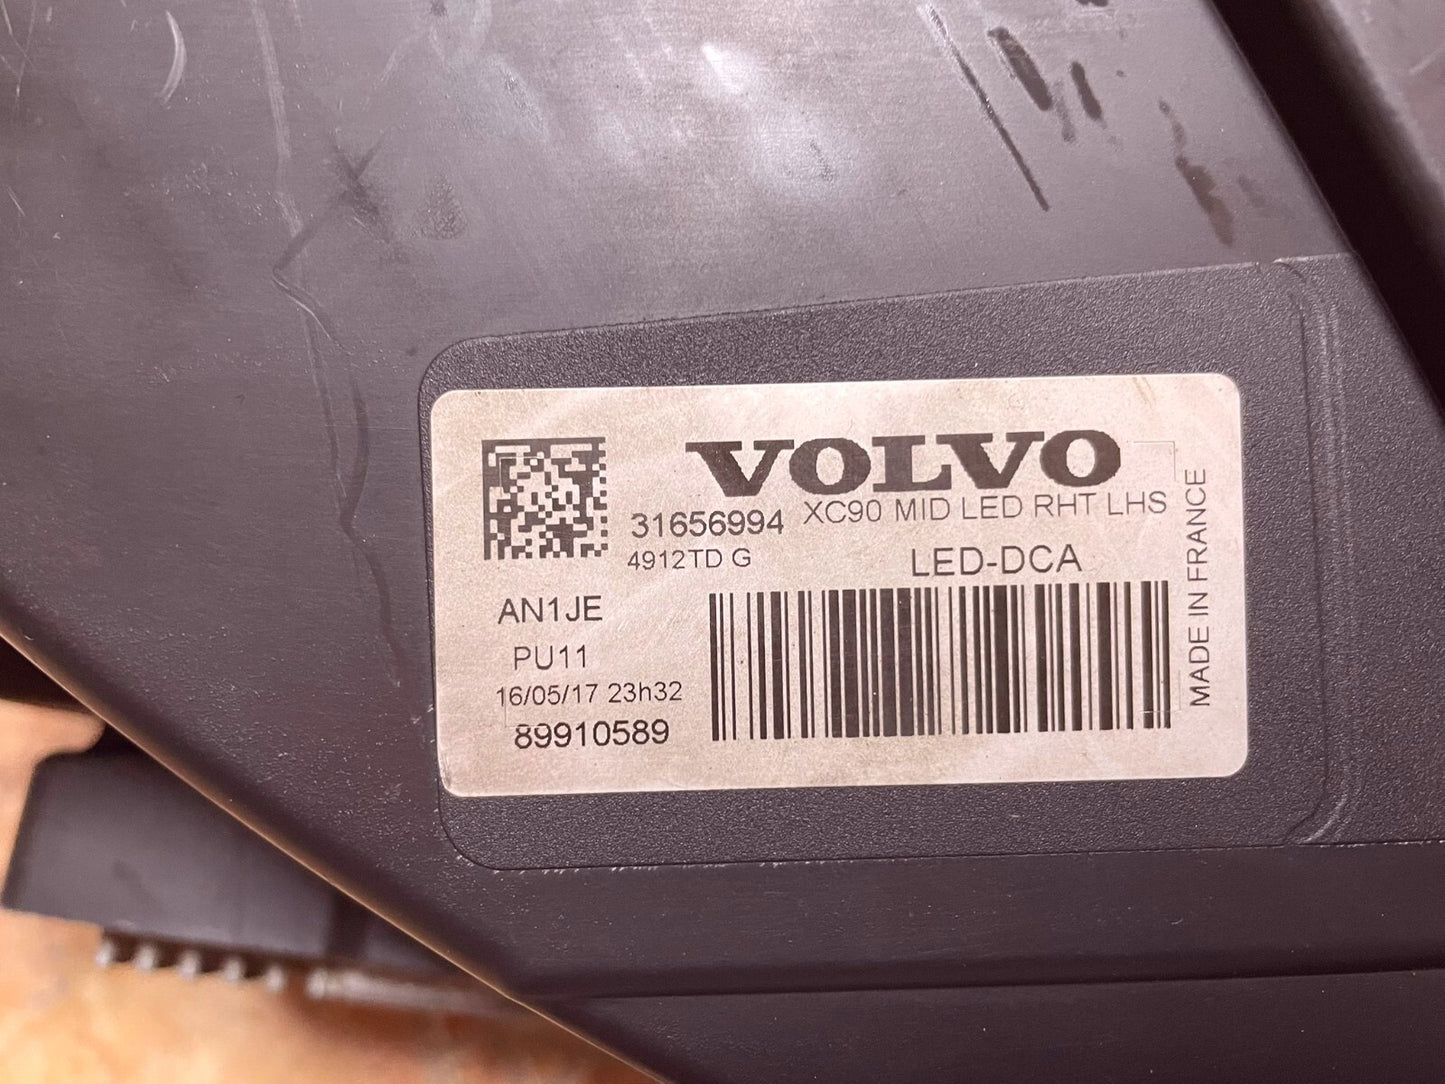 VOLVO
31656994 XC90 MID LED RHT LHS
4912TD G LED-DCA
AN1JE
PU11
16/05/17 23h32
89910589
MADE IN FRANCE